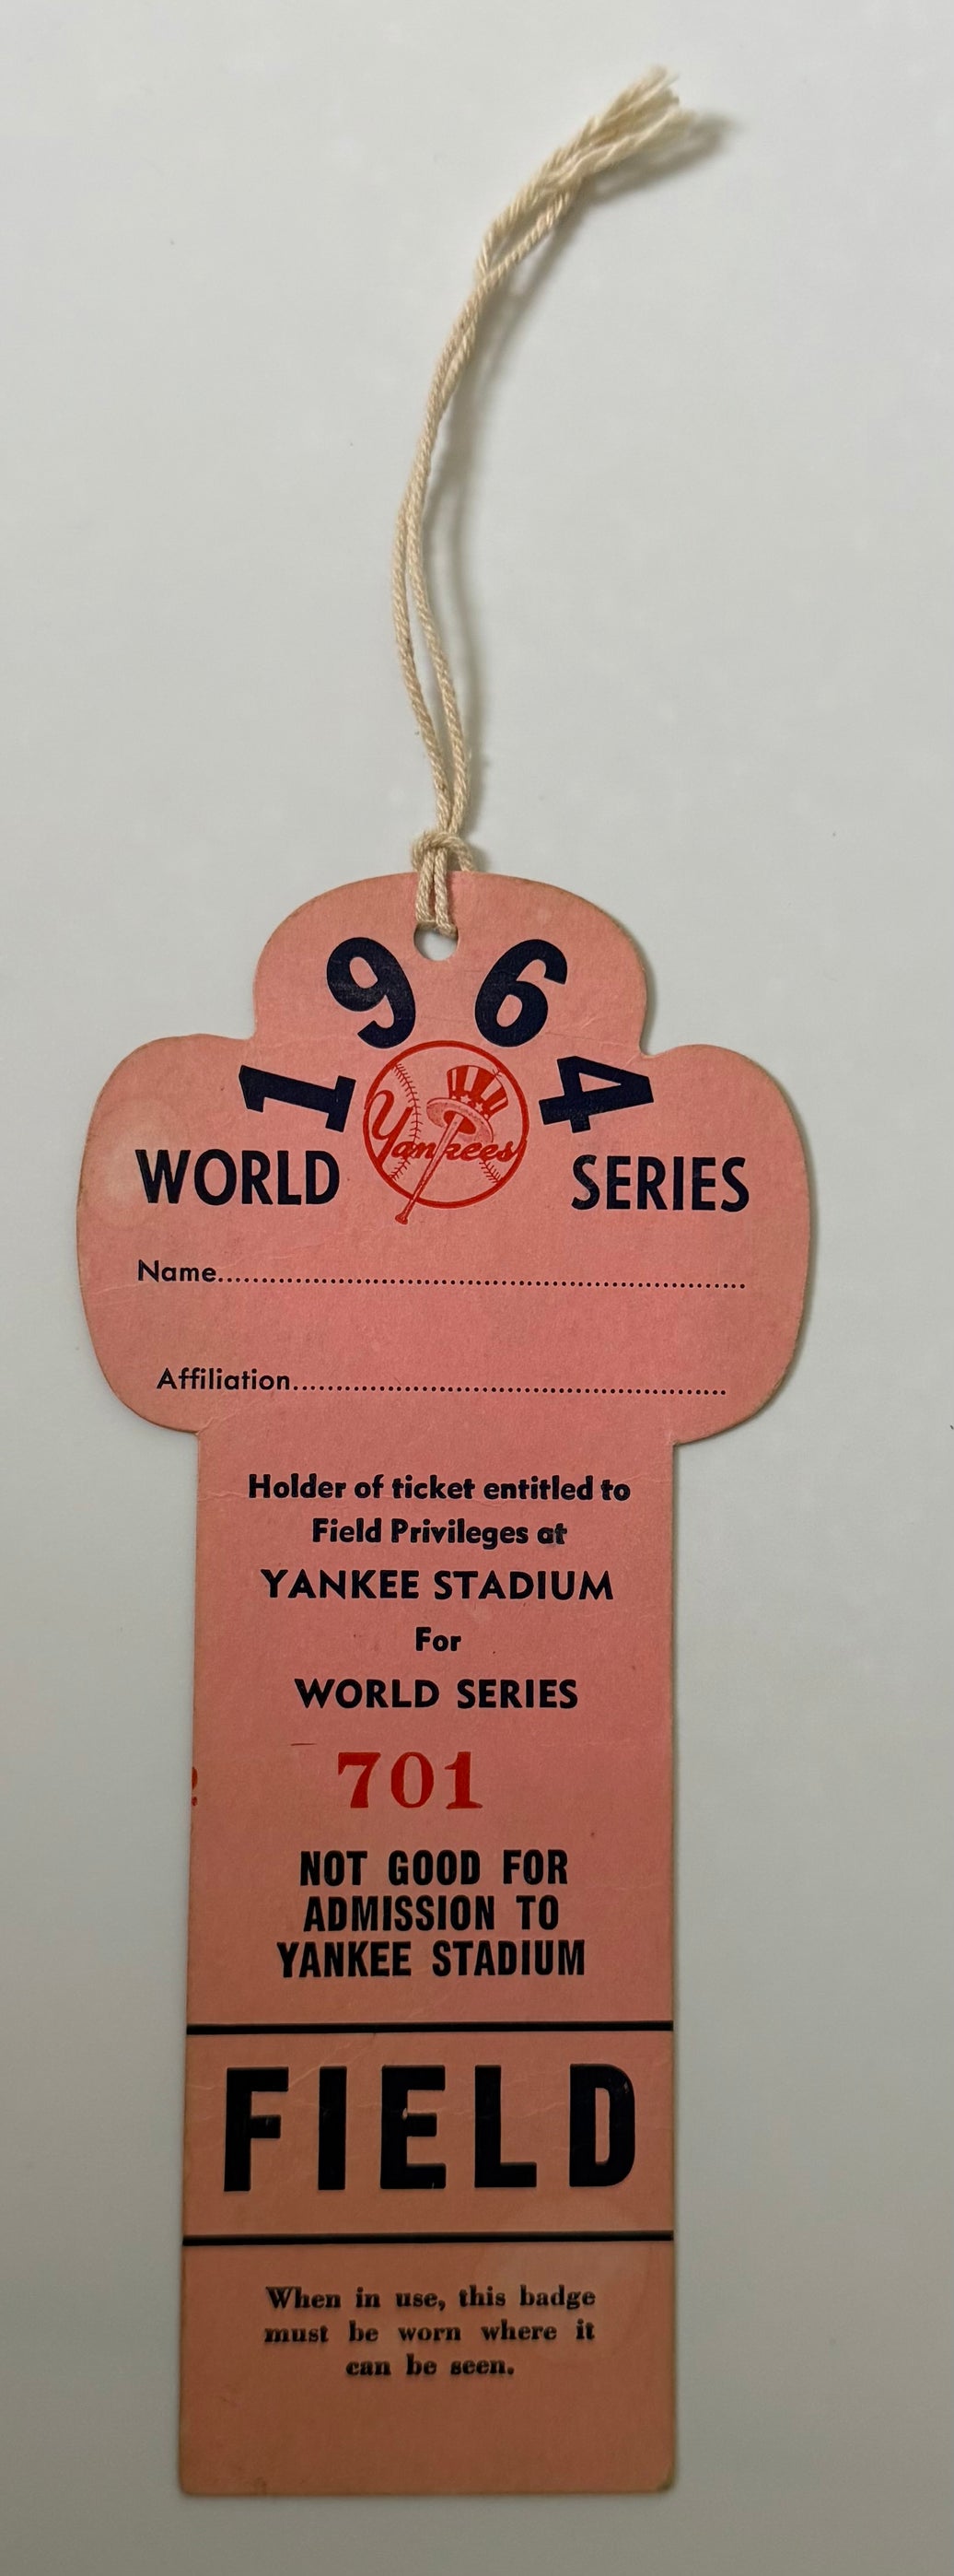 1964
Yankees
WORLD SERIES
Name
Affiliation
Holder of ticket entitled to
Field Privileges at
YANKEE STADIUM
For
WORLD SERIES
701
NOT GOOD FOR
ADMISSION TO
YANKEE STADIUM
FIELD
When in use, this badge
must be worn where it
can be seen.